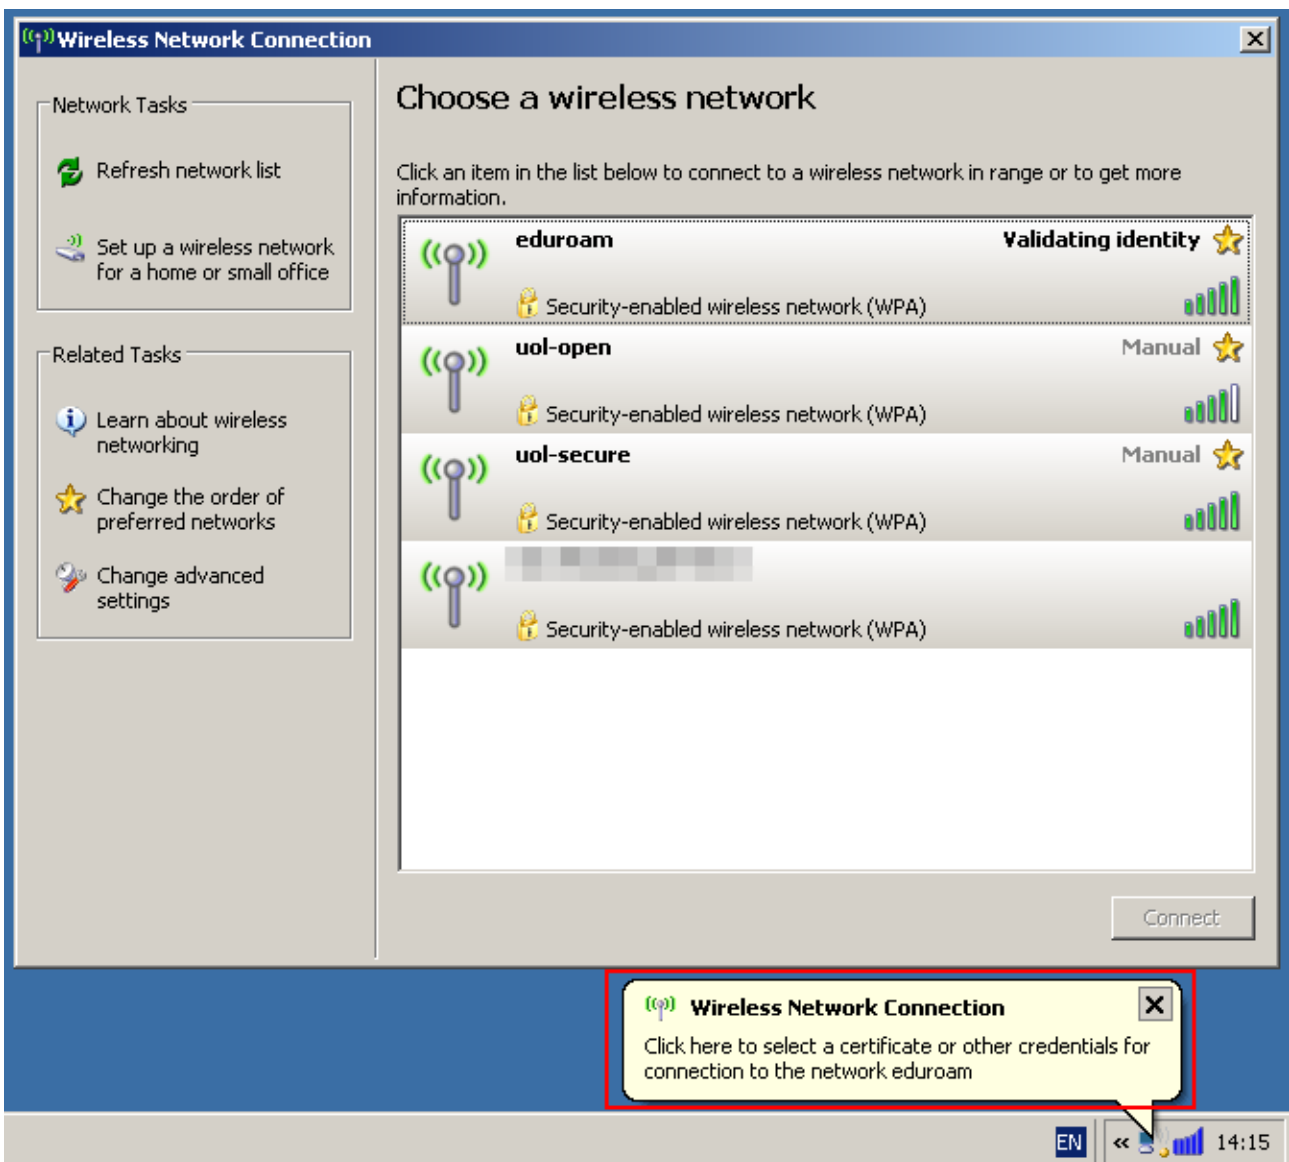 Wireless Network Connection
Network Tasks
Refresh network list
Set up a wireless network
for a home or small office
Related Tasks
Learn about wireless
networking
Change the order of
preferred networks
Change advanced
settings
Choose a wireless network
Click an item in the list below to connect to a wireless network in range or to get more
information.
eduroam Validating identity
Security-enabled wireless network (WPA)
uol-open Manual
Security-enabled wireless network (WPA)
uol-secure Manual
Security-enabled wireless network (WPA)
Security-enabled wireless network (WPA)
Connect
Wireless Network Connection
Click here to select a certificate or other credentials for
connection to the network eduroam
EN « 14:15